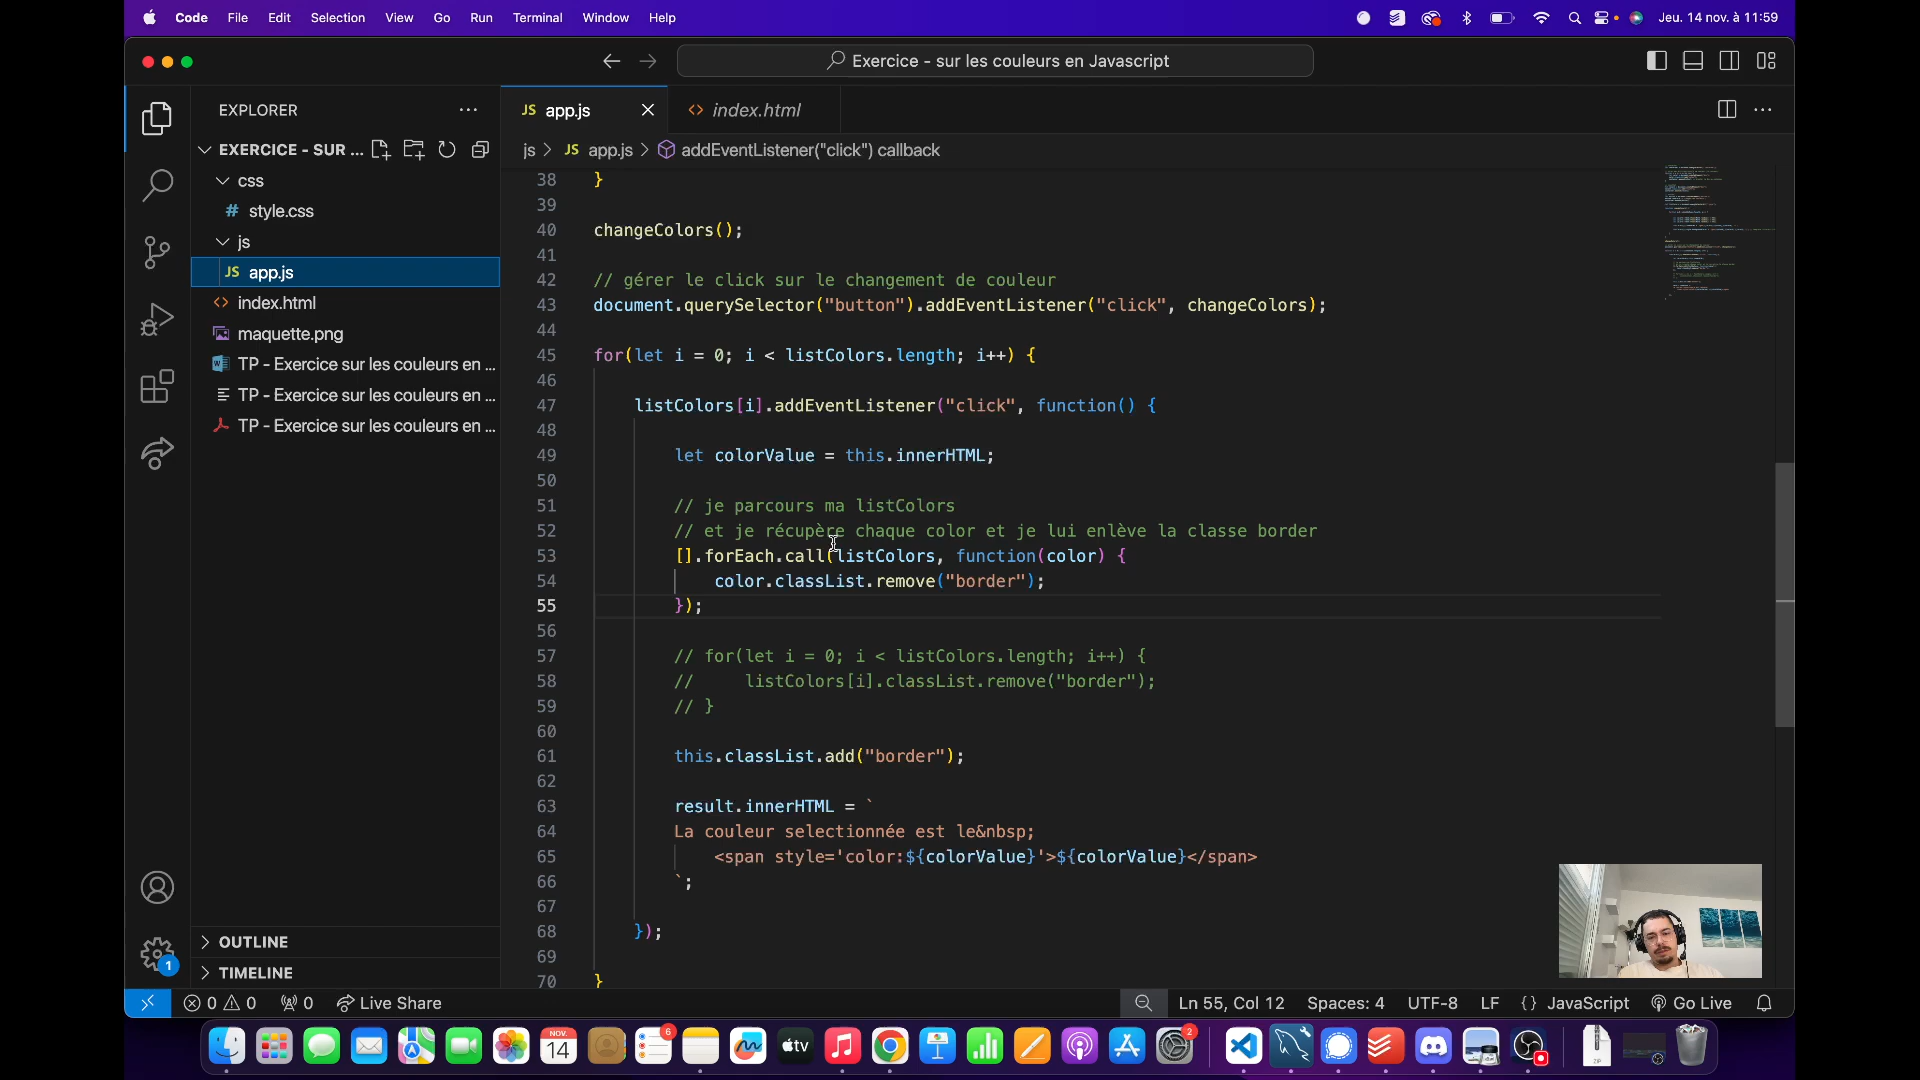 Code File Edit Selection View Go Run Terminal Window Help Jeu. 14 nov. à 11:59
Exercice - sur les couleurs en Javascript
EXPLORER
JS app.js
<> index.html
EXERCICE - SUR ...
js > JS app.js > addEventListener("click") callback
css
# style.css
js
JS app.js
<> index.html
maquette.png
TP - Exercice sur les couleurs en ...
TP - Exercice sur les couleurs en ...
TP - Exercice sur les couleurs en ...
OUTLINE
TIMELINE
38 }
39
40 changeColors();
41
42 // gérer le click sur le changement de couleur
43 document.querySelector("button").addEventListener("click", changeColors);
44
45 for(let i = 0; i < listColors.length; i++) {
46
47 listColors[i].addEventListener("click", function() {
48
49 let colorValue = this.innerHTML;
50
51 // je parcours ma listColors
52 // et je récupère chaque color et je lui enlève la classe border
53 [].forEach.call(listColors, function(color) {
54 color.classList.remove("border");
55 });
56
57 // for(let i = 0; i < listColors.length; i++) {
58 // listColors[i].classList.remove("border");
59 // }
60
61 this.classList.add("border");
62
63 result.innerHTML = `
64 La couleur selectionnée est le&nbsp;
65 <span style='color:${colorValue}'>${colorValue}</span>
66 `;
67
68 });
69
70 }
1
0 0 0 Live Share Ln 55, Col 12 Spaces: 4 UTF-8 LF {} JavaScript Go Live
NOV.
14
6
tv
2
ZIP